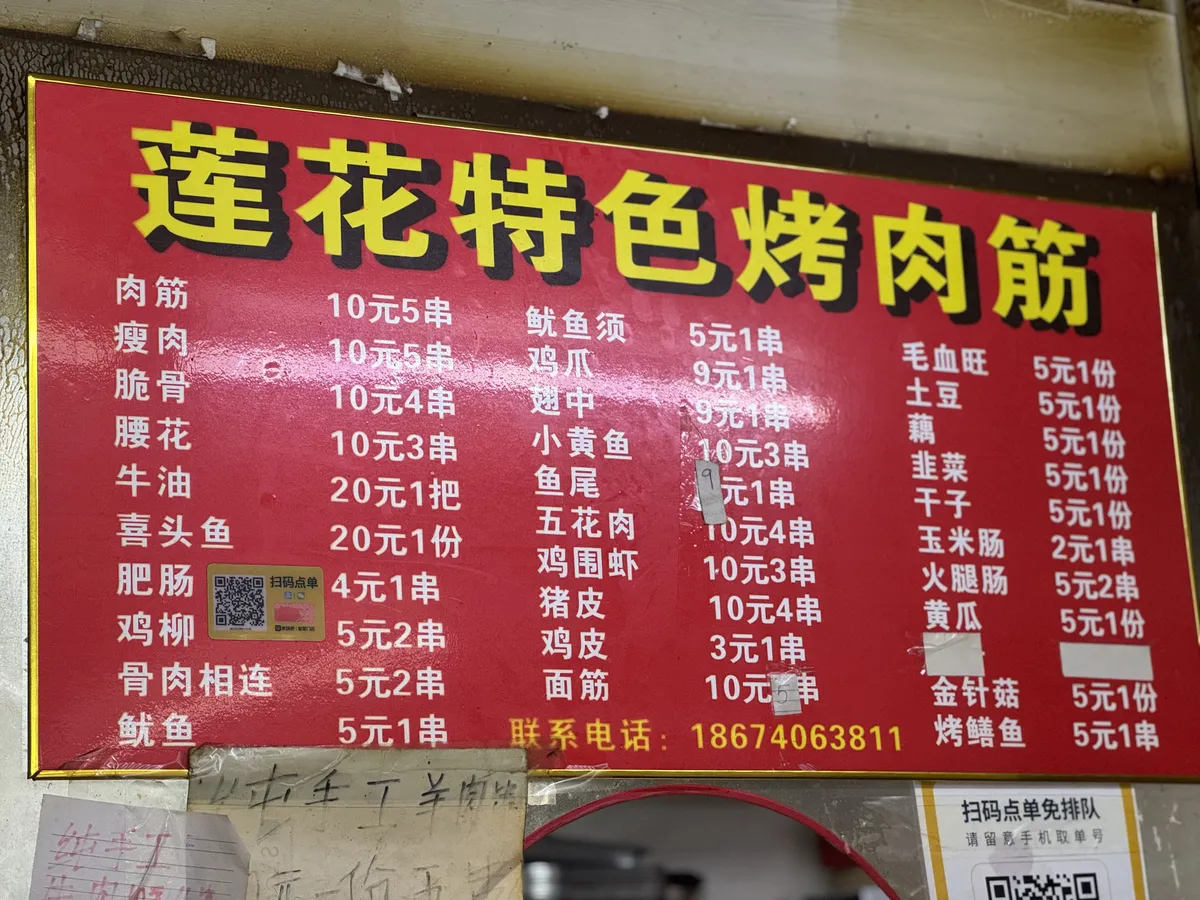 莲花特色烤肉筋
肉筋 10元5串
瘦肉 10元5串
脆骨 10元4串
腰花 10元3串
牛油 20元1把
喜头鱼 20元1份
肥肠 4元1串
鸡柳 5元2串
骨肉相连 5元2串
鱿鱼 5元1串
扫码点单
鱿鱼须 5元1串
鸡爪 9元1串
翅中 9元1串
小黄鱼 10元3串
鱼尾 9元1串
五花肉 10元4串
鸡围虾 10元3串
猪皮 10元4串
鸡皮 3元1串
面筋 10元5串
联系电话：18674063811
毛血旺 5元1份
土豆 5元1份
藕 5元1份
韭菜 5元1份
干子 5元1份
玉米肠 2元1串
火腿肠 5元2串
黄瓜 5元1份
金针菇 5元1份
烤鳝鱼 5元1串
纯手工
手工羊肉串
扫码点单免排队
请留意手机取单号